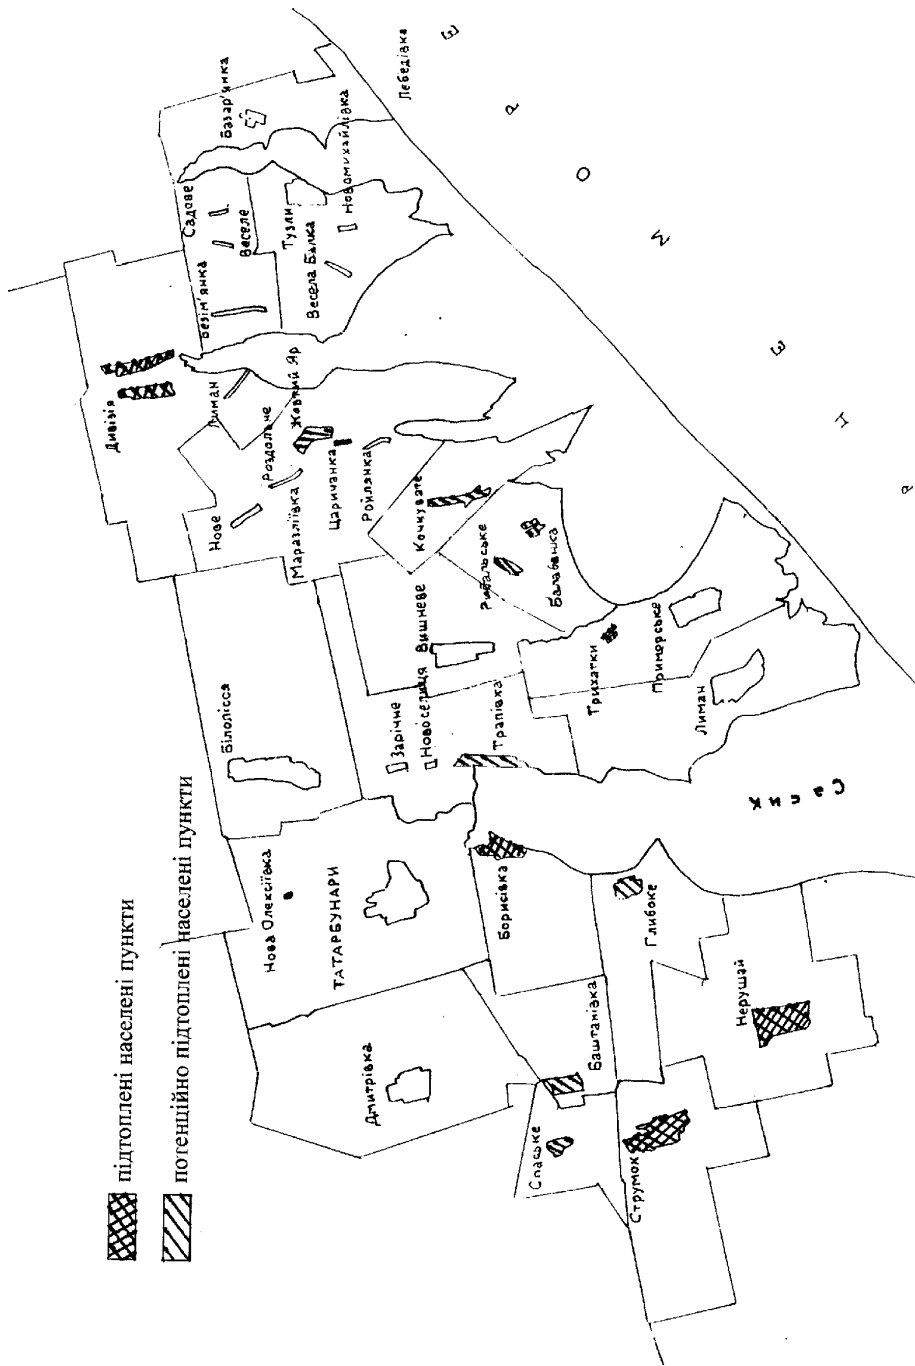 підтоплені населені пункти
потенційно підтоплені населені пункти
Струмок
Спаське
Дмитрівка
Баштанівка
Нерушай
Глибоке
Борисівка
ТАТАРБУНАРИ
Нова Олексіївка
Білолісся
Зарічне
Новоселиця
Трапівка
Вишневе
Сасик
Лиман
Приморське
Трихатки
Балабанка
Рибальське
Кочкувате
Нове
Маразліївка
Роздольне
Царичанка
Ройлянка
Жовтий Яр
Лиман
Дивізія
Безім'янка
Садове
Веселе
Тузли
Весела Балка
Новомихайлівка
Базар'янка
Лебедівка